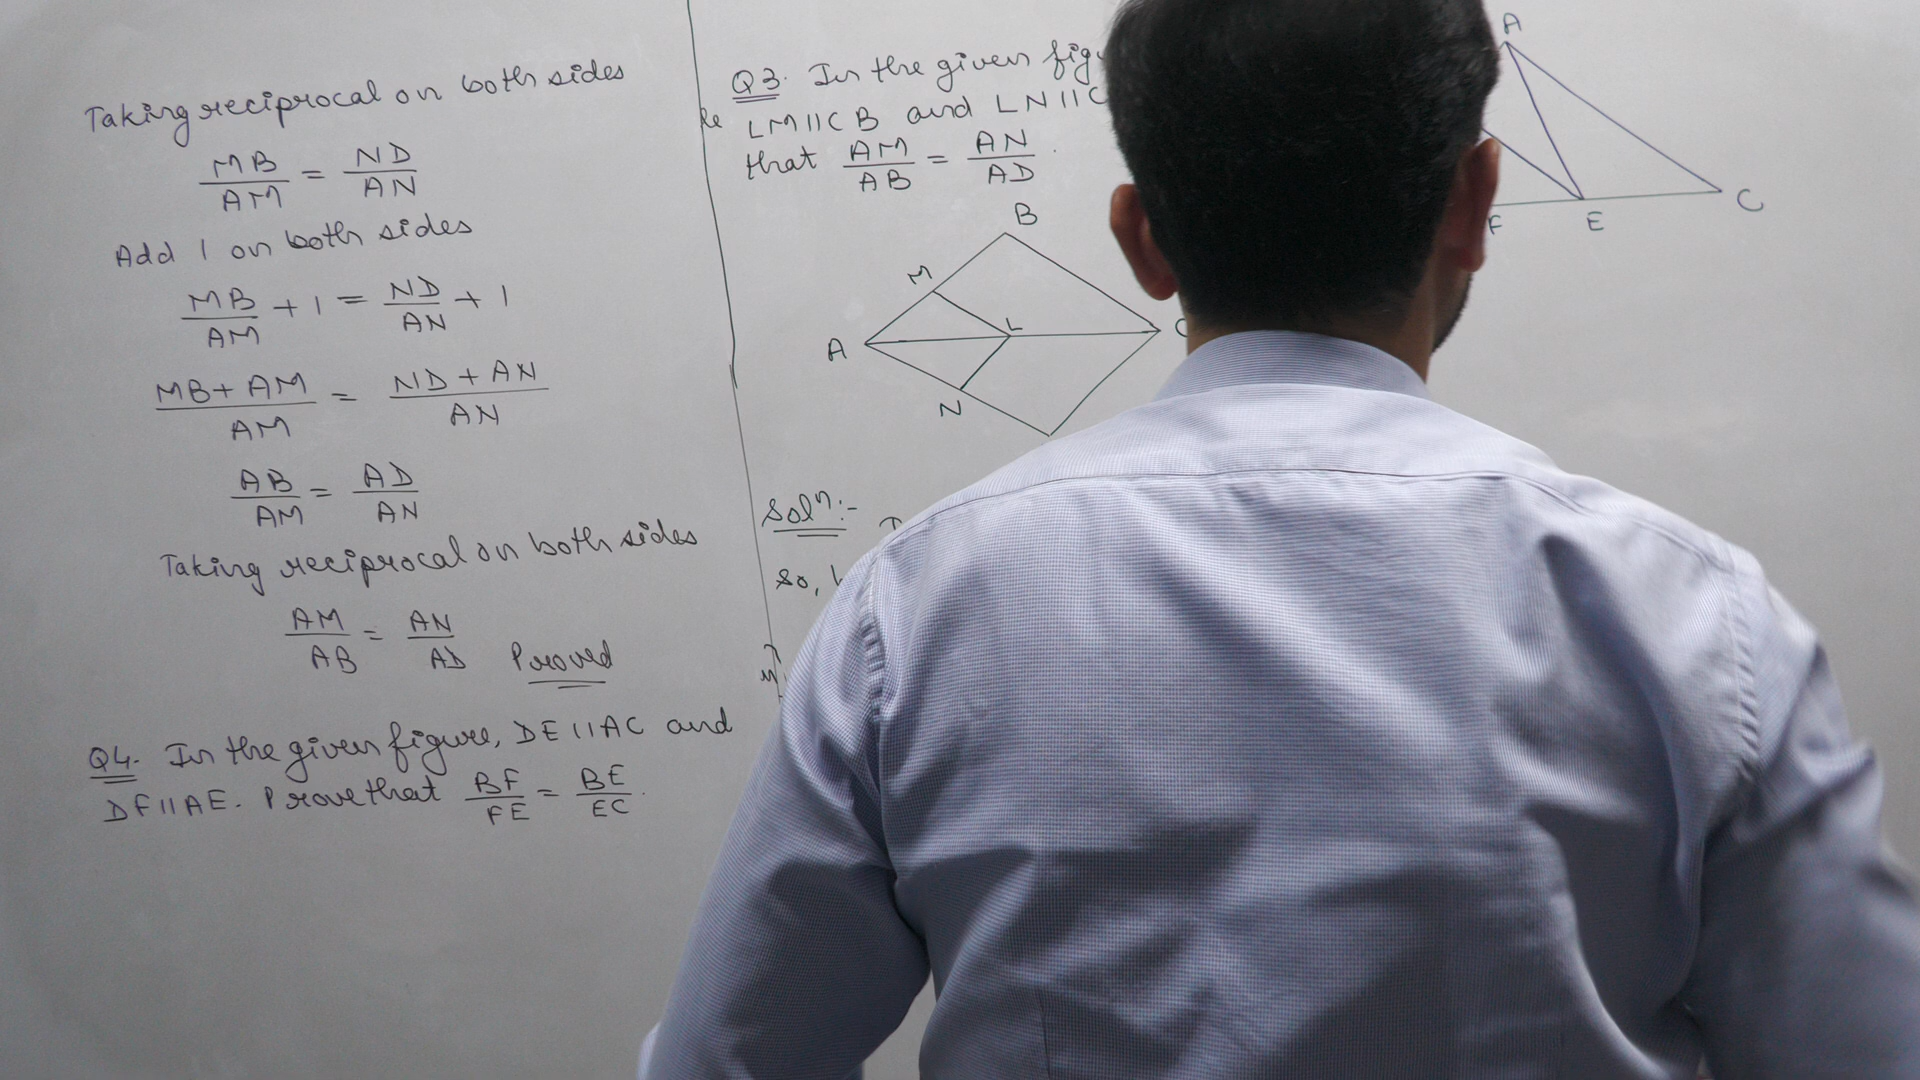 Taking reciprocal on both sides
MB/AM = ND/AN
Add 1 on both sides
MB/AM + 1 = ND/AN + 1
MB + AM/AM = ND + AN/AN
AB/AM = AD/AN
Taking reciprocal on both sides
AM/AB = AN/AD Proved
Q4. In the given figure, DE || AC and
DF || AE. Prove that BF/FE = BE/EC.
Q3. In the given
LM || CB and LN ||
that AM/AB = AN/AD.
B
M
L
A
N
Solⁿ:-
so,
A
F
E
C